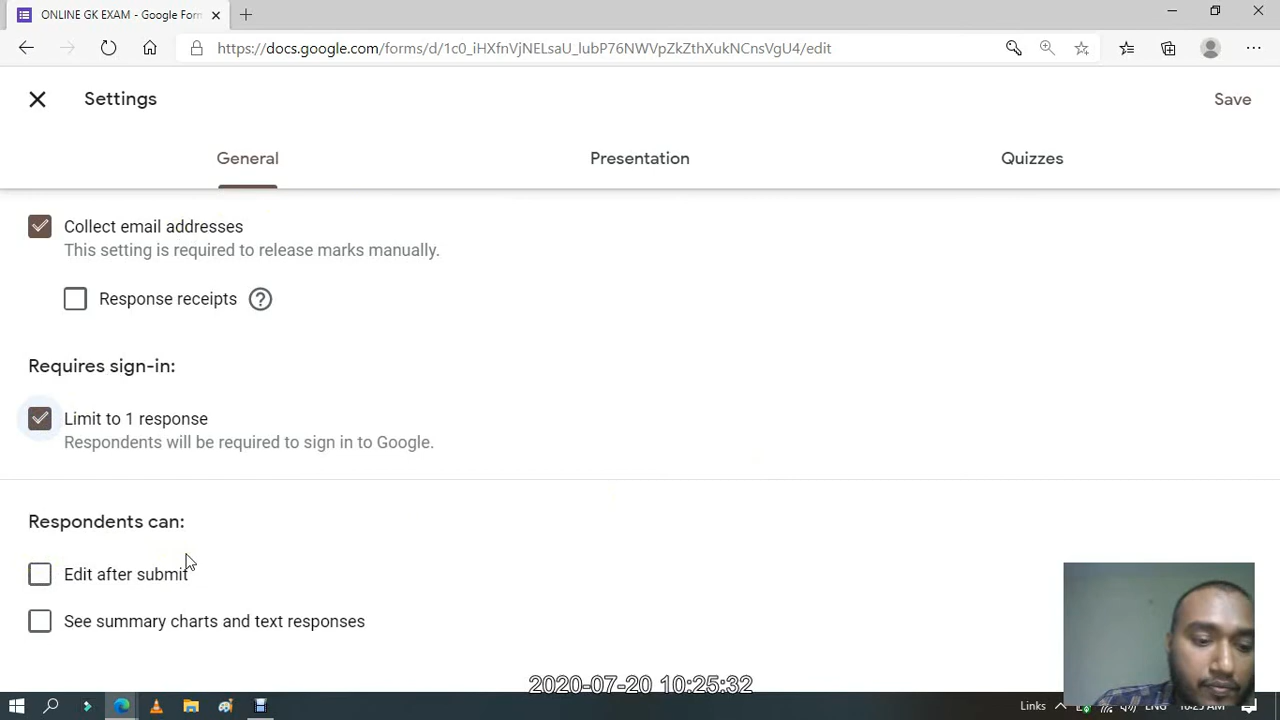 ONLINE GK EXAM - Google Form
https://docs.google.com/forms/d/1c0_iHXfnVjNELsaU_lubP76NWVpZkZthXukNCnsVgU4/edit
Settings
Save
General
Presentation
Quizzes
Collect email addresses
This setting is required to release marks manually.
Response receipts
Requires sign-in:
Limit to 1 response
Respondents will be required to sign in to Google.
Respondents can:
Edit after submit
See summary charts and text responses
2020-07-20 10:25:32
Links
ENG
10:25 AM